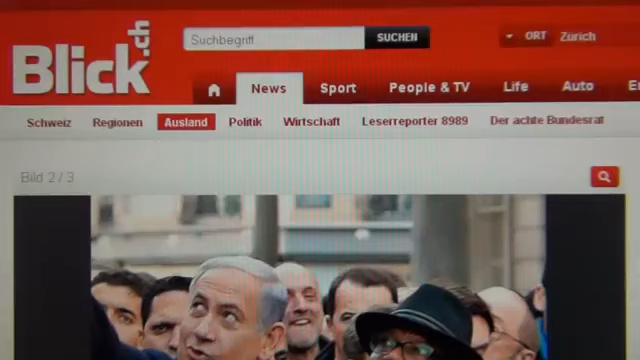 Blick.ch
Suchbegriff SUCHEN ORT Zürich
News Sport People & TV Life Auto
Schweiz Regionen Ausland Politik Wirtschaft Leserreporter 8989 Der achte Bundesrat
Bild 2 / 3